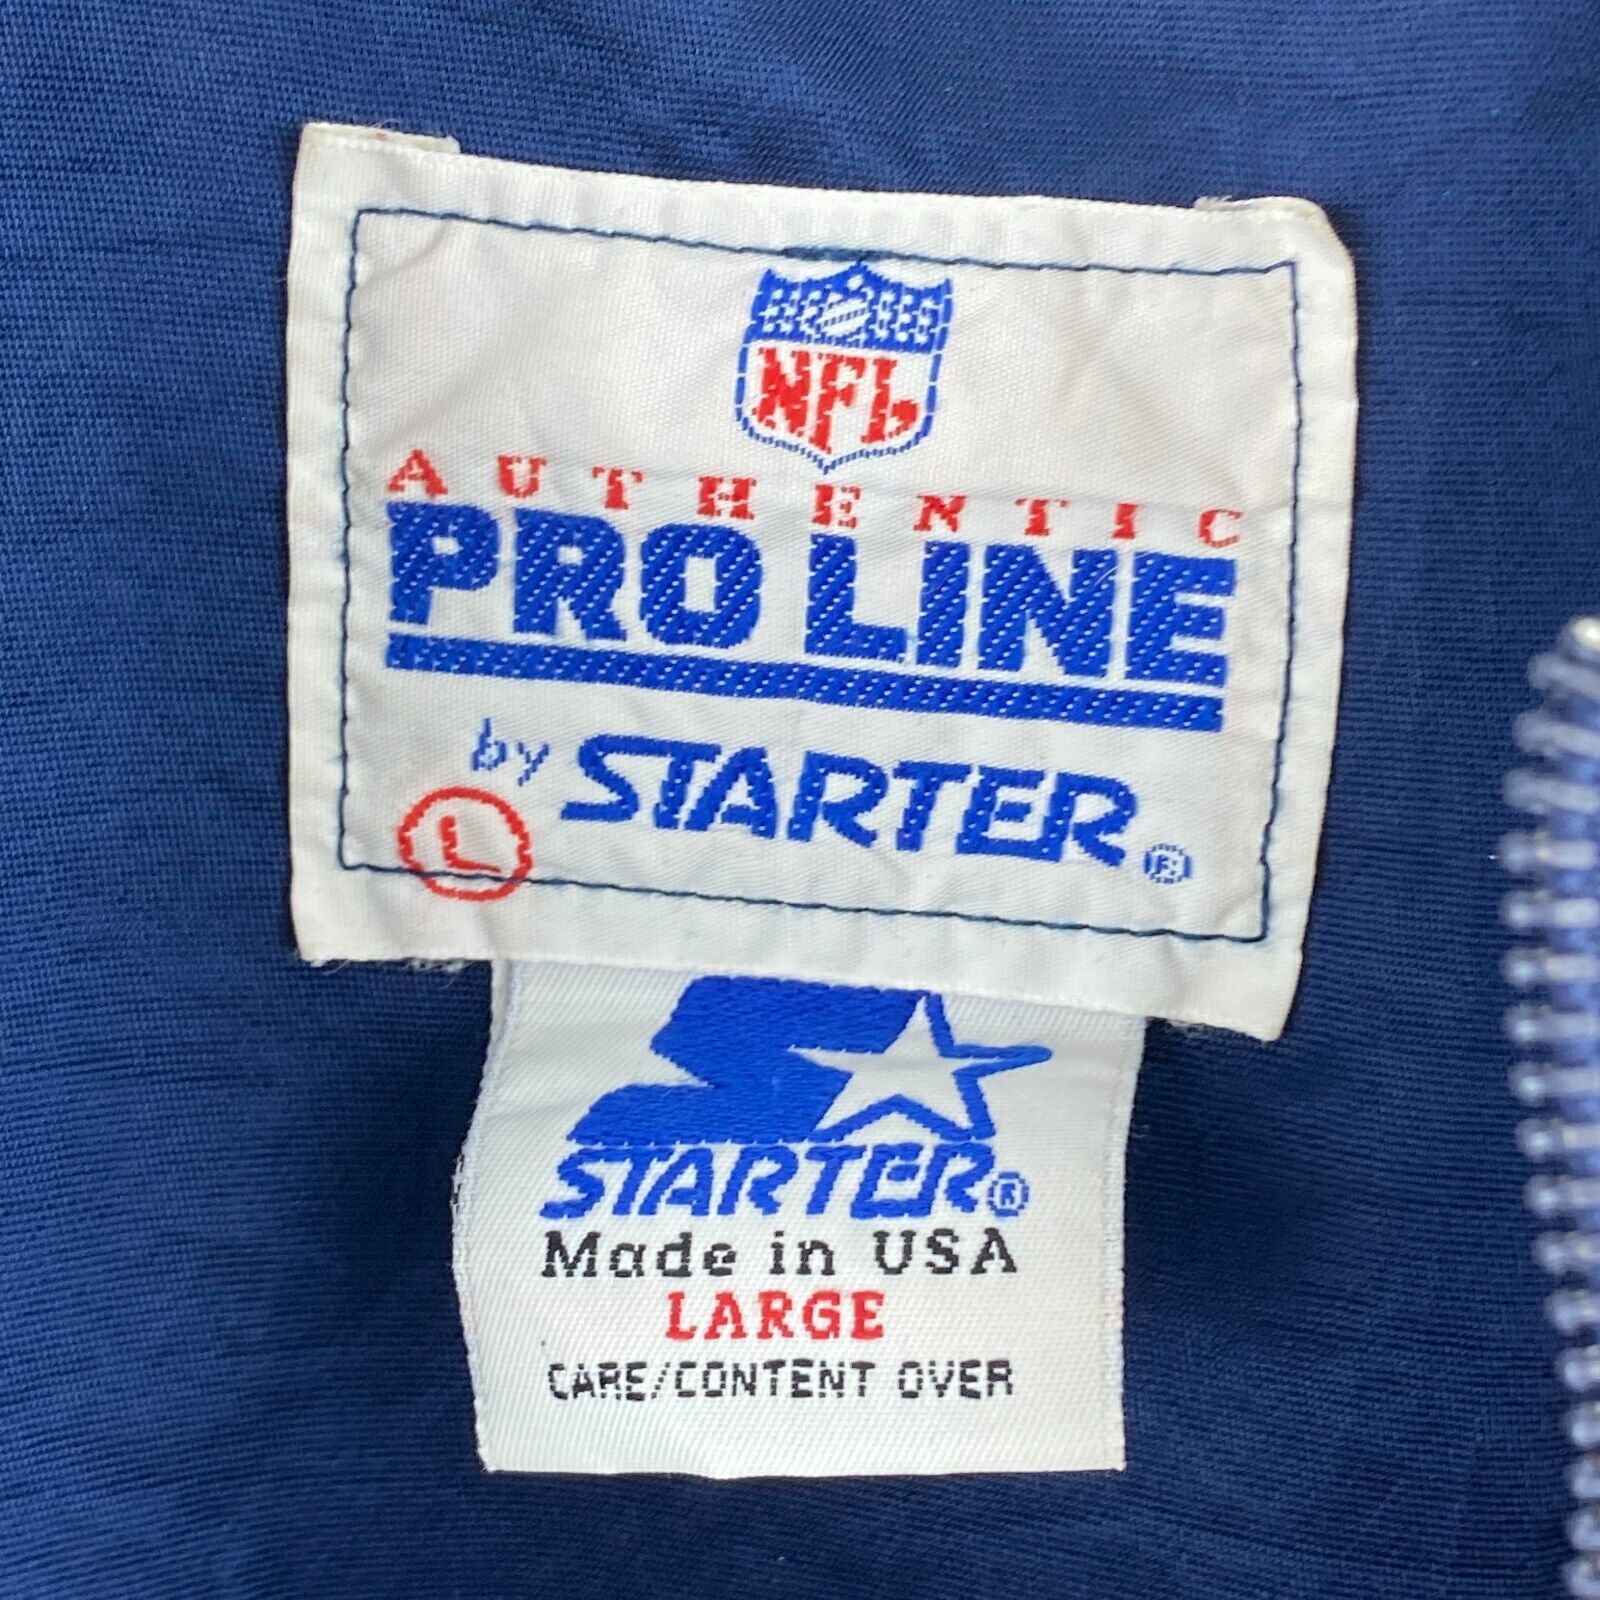 NFL
AUTHENTIC
PRO LINE
by STARTER®
L
STARTER®
Made in USA
LARGE
CARE/CONTENT OVER